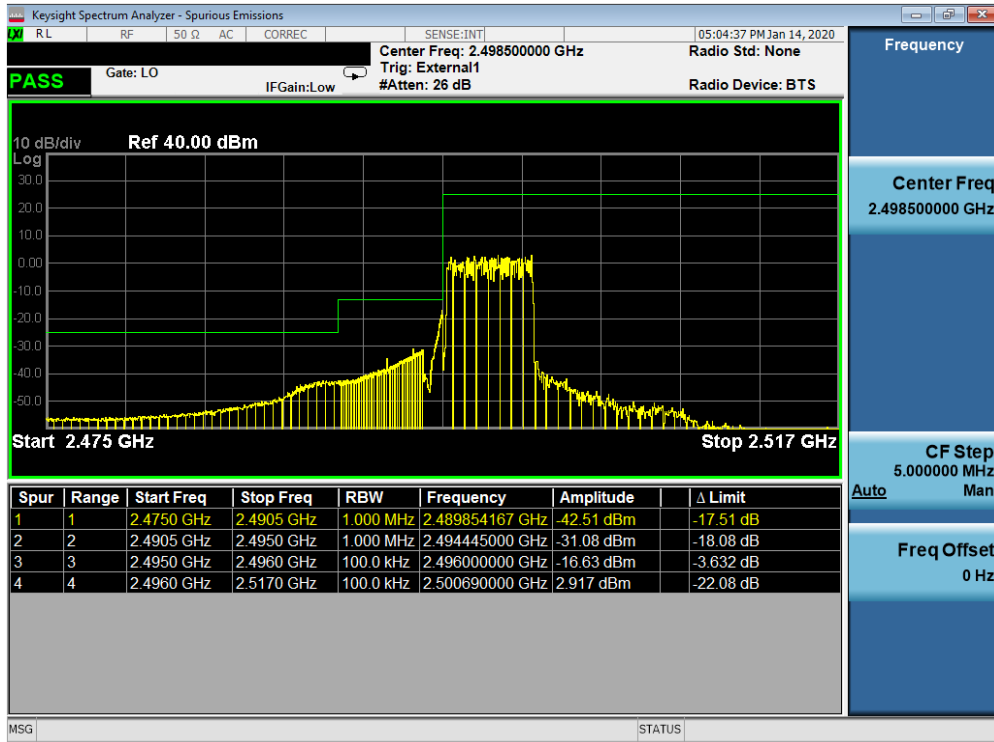 Keysight Spectrum Analyzer - Spurious Emissions
LXI RL RF 50 Ω AC CORREC SENSE:INT 05:04:37 PM Jan 14, 2020
Center Freq: 2.498500000 GHz Radio Std: None
PASS Gate: LO Trig: External1
IFGain:Low #Atten: 26 dB Radio Device: BTS
10 dB/div Ref 40.00 dBm
Log
30.0
20.0
10.0
0.00
-10.0
-20.0
-30.0
-40.0
-50.0
Start 2.475 GHz Stop 2.517 GHz
Spur Range Start Freq Stop Freq RBW Frequency Amplitude Δ Limit
1 1 2.4750 GHz 2.4905 GHz 1.000 MHz 2.489854167 GHz -42.51 dBm -17.51 dB
2 2 2.4905 GHz 2.4950 GHz 1.000 MHz 2.494445000 GHz -31.08 dBm -18.08 dB
3 3 2.4950 GHz 2.4960 GHz 100.0 kHz 2.496000000 GHz -16.63 dBm -3.632 dB
4 4 2.4960 GHz 2.5170 GHz 100.0 kHz 2.500690000 GHz 2.917 dBm -22.08 dB
MSG STATUS
Frequency
Center Freq
2.498500000 GHz
CF Step
5.000000 MHz
Auto Man
Freq Offset
0 Hz